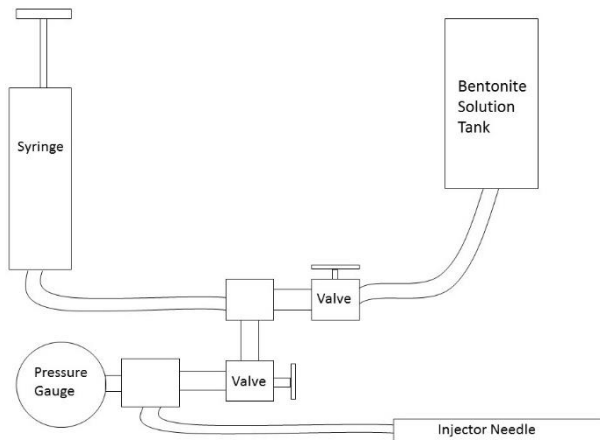 Bentonite
Solution
Tank
Syringe
Valve
Pressure
Gauge
Valve
Injector Needle